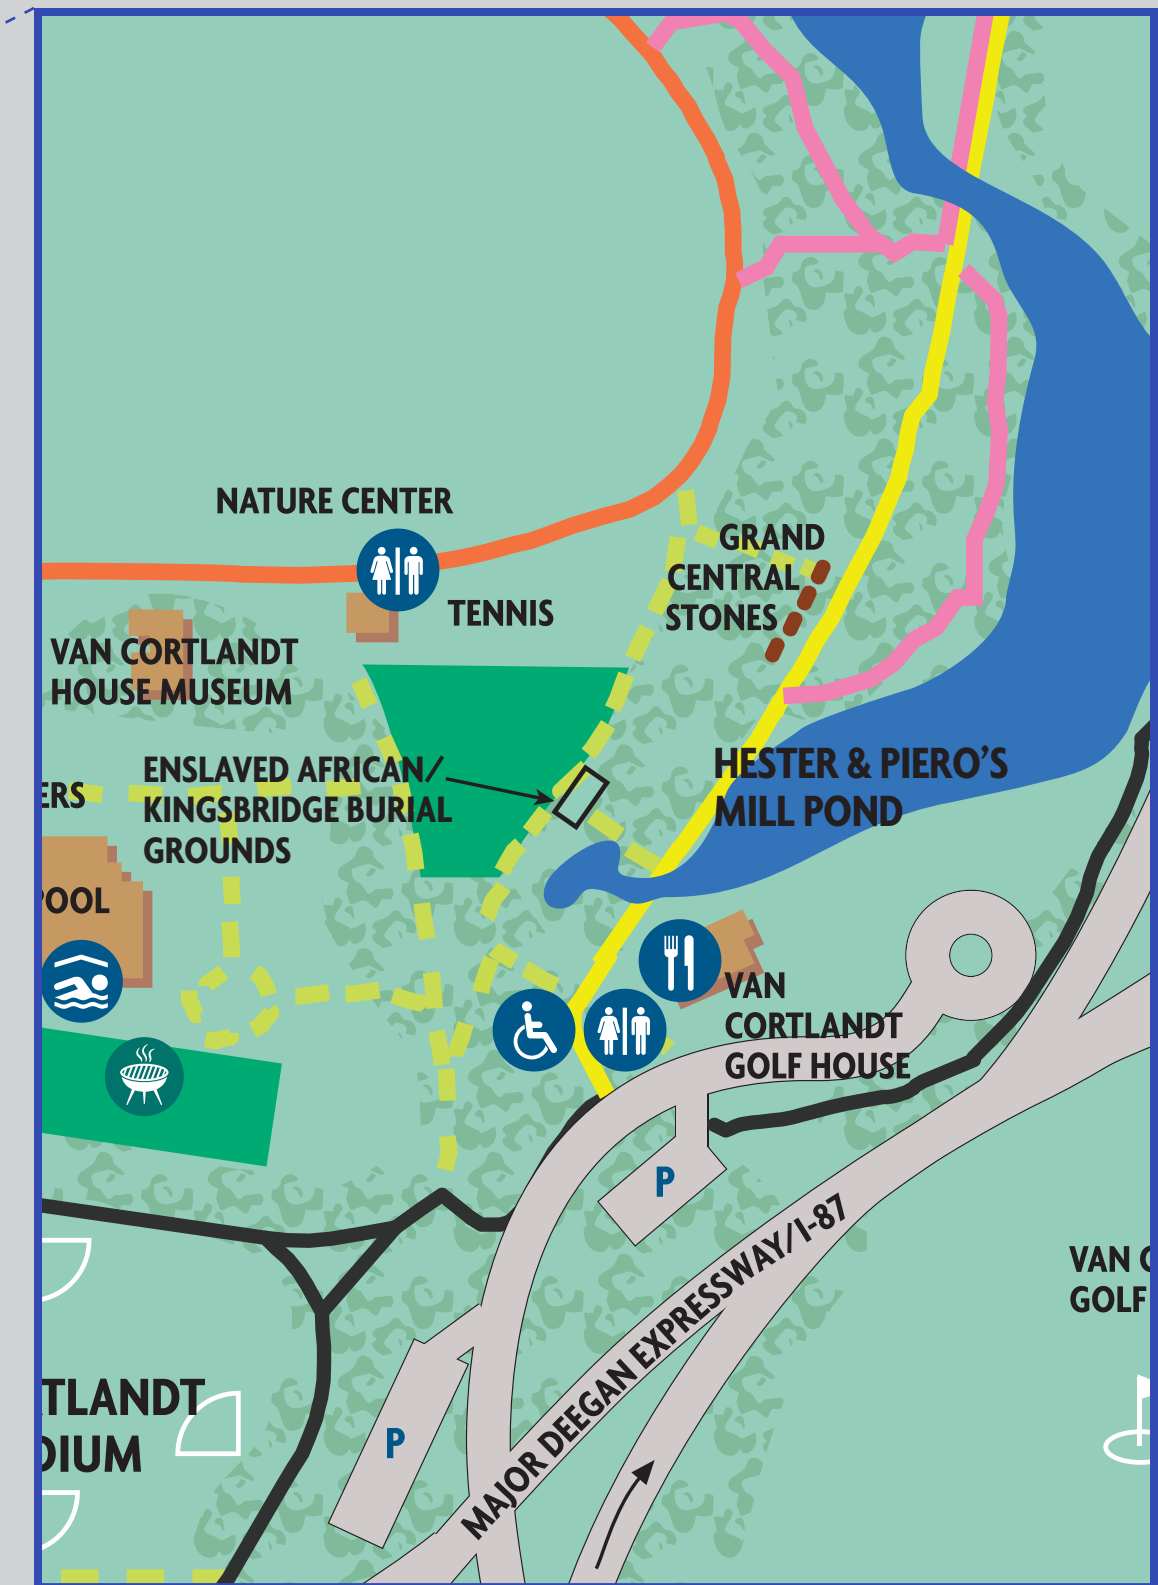 NATURE CENTER
GRAND
CENTRAL
STONES
TENNIS
VAN CORTLANDT
HOUSE MUSEUM
ENSLAVED AFRICAN/
KINGSBRIDGE BURIAL
GROUNDS
HESTER & PIERO'S
MILL POND
ERS
POOL
VAN
CORTLANDT
GOLF HOUSE
P
MAJOR DEEGAN EXPRESSWAY/I-87
VAN C
GOLF
TLANDT
DIUM
P